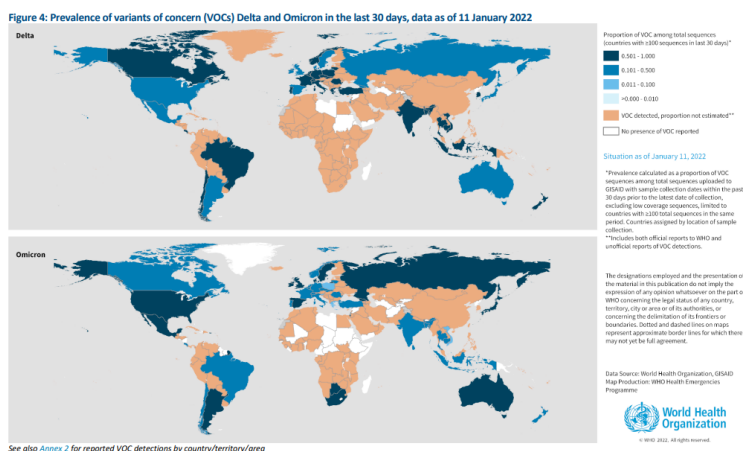 Figure 4: Prevalence of variants of concern (VOCs) Delta and Omicron in the last 30 days, data as of 11 January 2022
Delta
Omicron
Proportion of VOC among total sequences
(countries with ≥100 sequences in last 30 days)*
0.501 - 1.000
0.101 - 0.500
0.011 - 0.100
>0.000 - 0.010
VOC detected, proportion not estimated**
No presence of VOC reported
Situation as of January 11, 2022
*Prevalence calculated as a proportion of VOC
sequences among total sequences uploaded to
GISAID with sample collection dates within the past
30 days prior to the latest date of collection,
excluding low coverage sequences, limited to
countries with ≥100 total sequences in the same
period. Countries assigned by location of sample
collection.
**Includes both official reports to WHO and
unofficial reports of VOC detections.
The designations employed and the presentation o
the material in this publication do not imply the
expression of any opinion whatsoever on the part o
WHO concerning the legal status of any country,
territory, city or area or of its authorities, or
concerning the delimitation of its frontiers or
boundaries. Dotted and dashed lines on maps
represent approximate border lines for which there
may not yet be full agreement.
Data Source: World Health Organization, GISAID
Map Production: WHO Health Emergencies
Programme
World Health
Organization
© WHO 2022. All rights reserved.
See also Annex 2 for reported VOC detections by country/territory/area